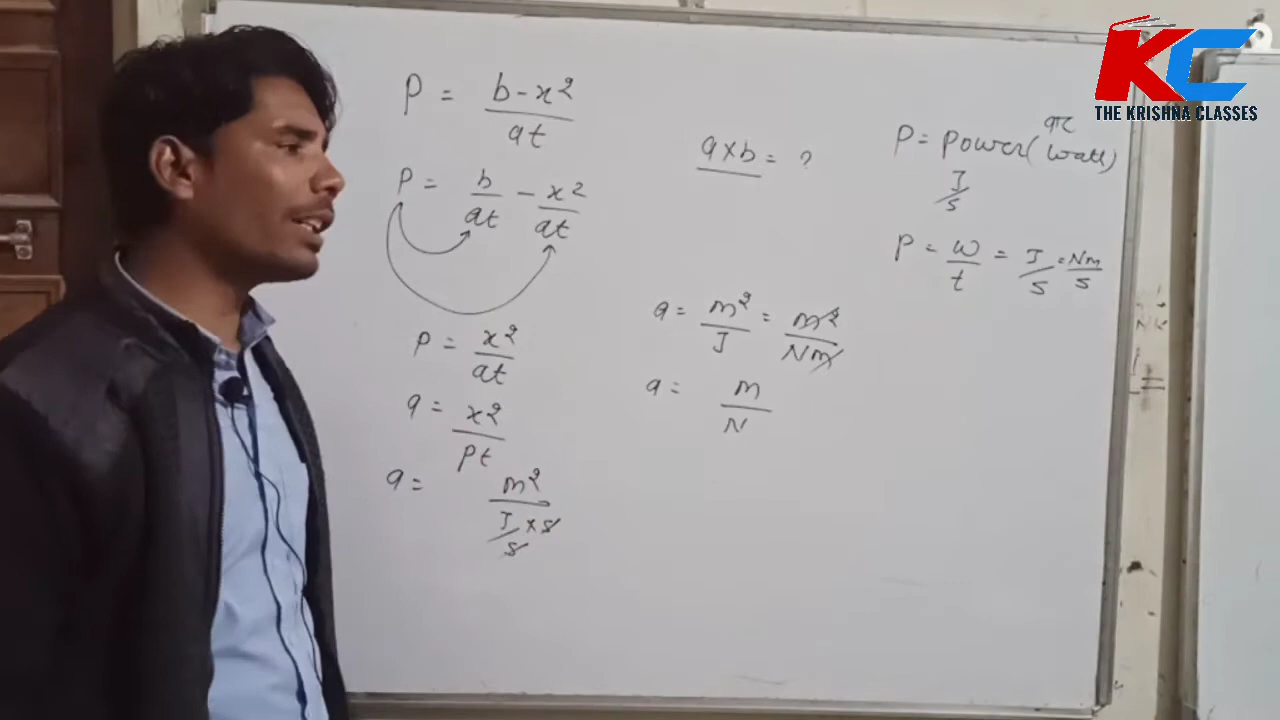 KC
THE KRISHNA CLASSES
P = b - x² / at
P = b/at - x²/at
P = x²/at
a = x²/Pt
a = m² / J/s × s
a × b = ?
a = m²/J = m²/Nm
a = m/N
P = Power ( watt)
J/s
P = W/t = J/s = Nm/s